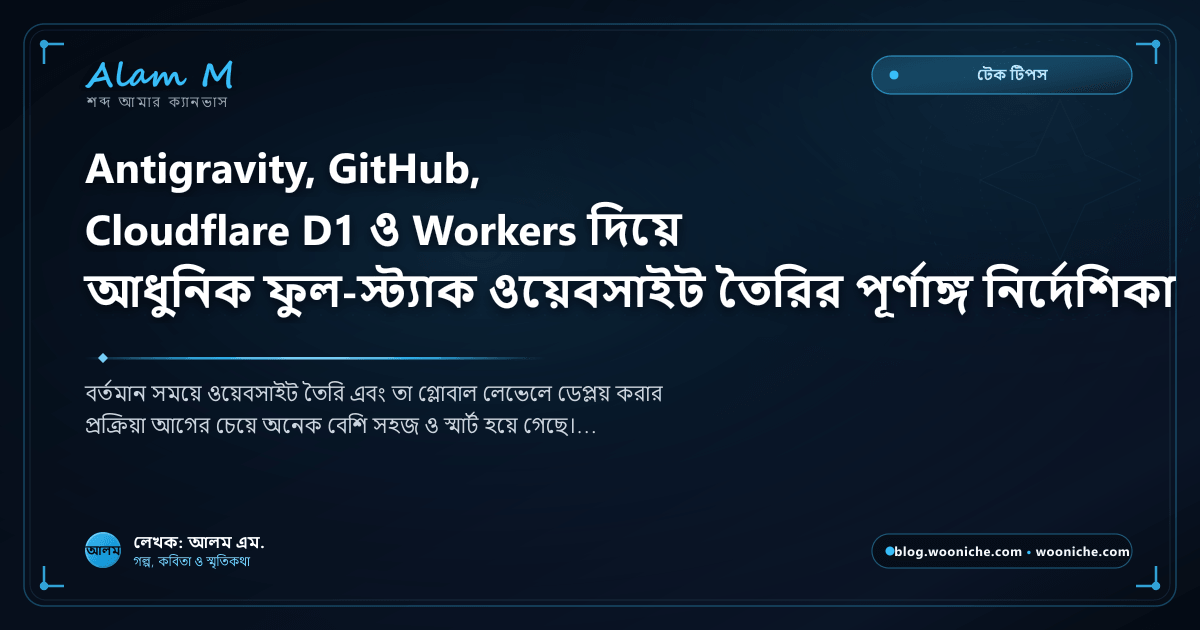 Alam M
শব্দ আমার ক্যানভাস
টেক টিপস
Antigravity, GitHub,
Cloudflare D1 ও Workers দিয়ে
আধুনিক ফুল-স্ট্যাক ওয়েবসাইট তৈরির পূর্ণাঙ্গ নির্দেশিকা
বর্তমান সময়ে ওয়েবসাইট তৈরি এবং তা গ্লোবাল লেভেলে ডেপ্লয় করার
প্রক্রিয়া আগের চেয়ে অনেক বেশি সহজ ও স্মার্ট হয়ে গেছে।...
আলম
লেখক: আলম এম.
গল্প, কবিতা ও স্মৃতিকথা
blog.wooniche.com • wooniche.com